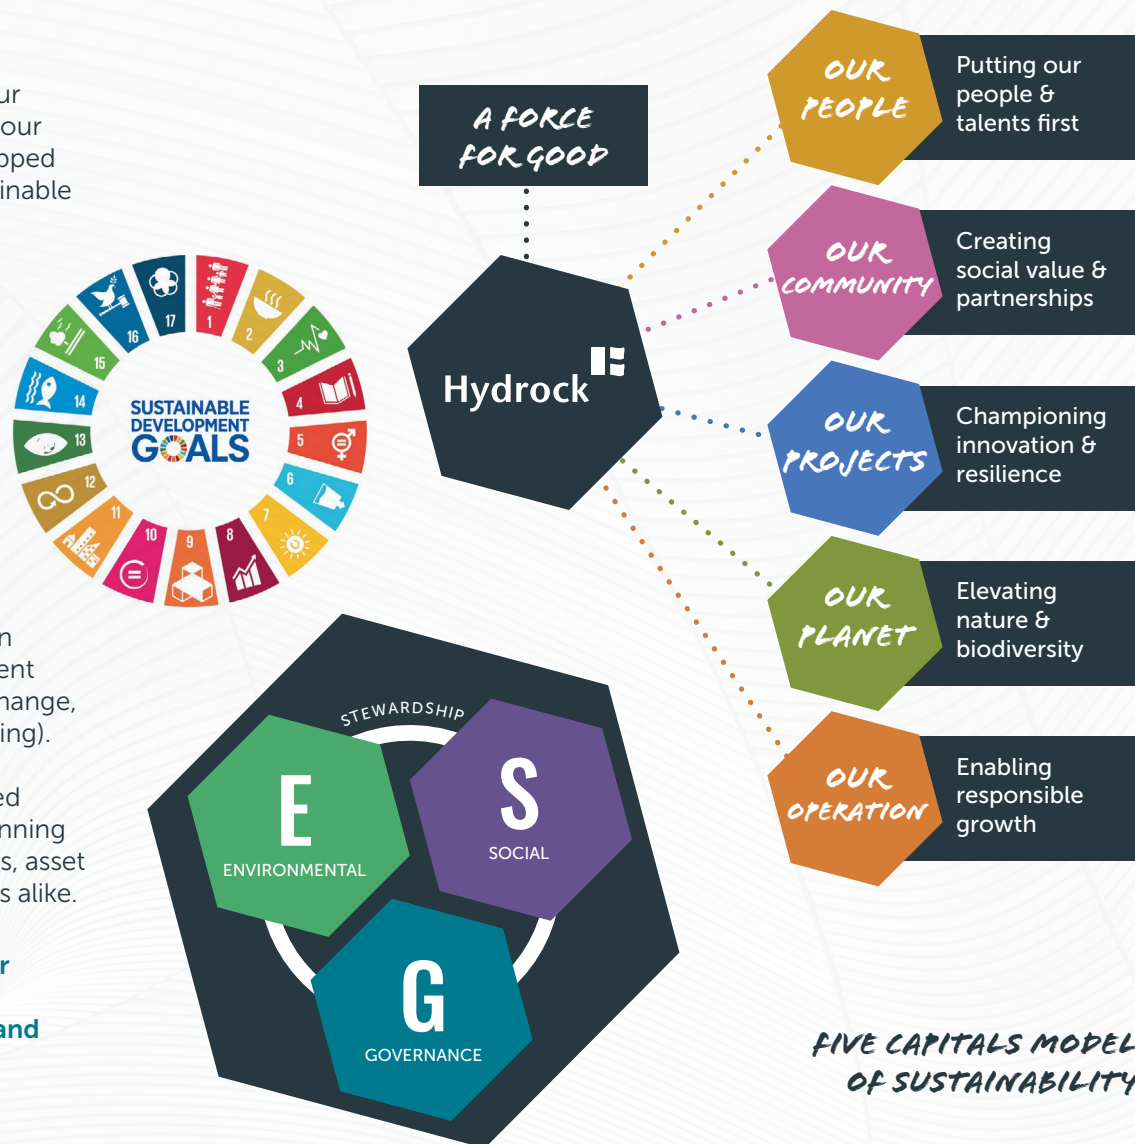 ur
our
pped
inable
A FORCE
FOR GOOD
Hydrock
OUR
PEOPLE
Putting our
people &
talents first
OUR
COMMUNITY
Creating
social value &
partnerships
OUR
PROJECTS
Championing
innovation &
resilience
OUR
PLANET
Elevating
nature &
biodiversity
OUR
OPERATION
Enabling
responsible
growth
1
2
3
4
5
6
7
8
9
10
11
12
13
14
15
16
17
SUSTAINABLE
DEVELOPMENT
GOALS
n
ent
hange,
ing).
ed
nning
s, asset
s alike.
r
and
STEWARDSHIP
E
ENVIRONMENTAL
S
SOCIAL
G
GOVERNANCE
FIVE CAPITALS MODEL
OF SUSTAINABILITY